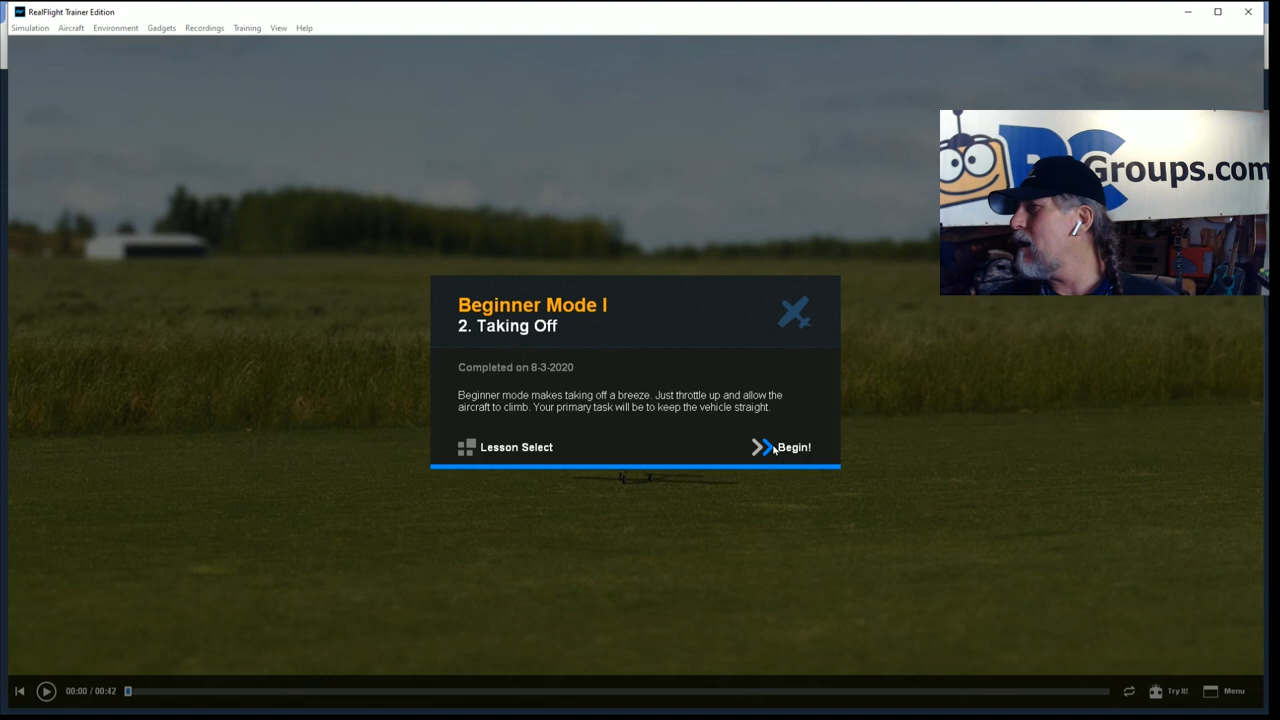 RealFlight Trainer Edition
Simulation Aircraft Environment Gadgets Recordings Training View Help
RC Groups.com
Beginner Mode I
2. Taking Off
Completed on 8-3-2020
Beginner mode makes taking off a breeze. Just throttle up and allow the
aircraft to climb. Your primary task will be to keep the vehicle straight.
Lesson Select
Begin!
00:00 / 00:42
Try It!
Menu